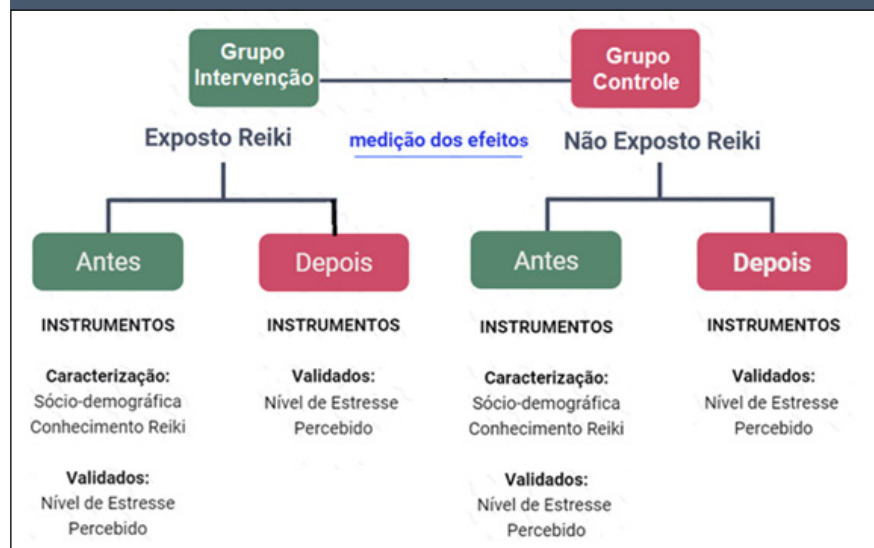 Grupo
Intervenção
Grupo
Controle
Exposto Reiki
medição dos efeitos
Não Exposto Reiki
Antes
Depois
Antes
Depois
INSTRUMENTOS
Caracterização:
Sócio-demográfica
Conhecimento Reiki
Validados:
Nível de Estresse
Percebido
INSTRUMENTOS
Validados:
Nível de Estresse
Percebido
INSTRUMENTOS
Caracterização:
Sócio-demográfica
Conhecimento Reiki
Validados:
Nível de Estresse
Percebido
INSTRUMENTOS
Validados:
Nível de Estresse
Percebido